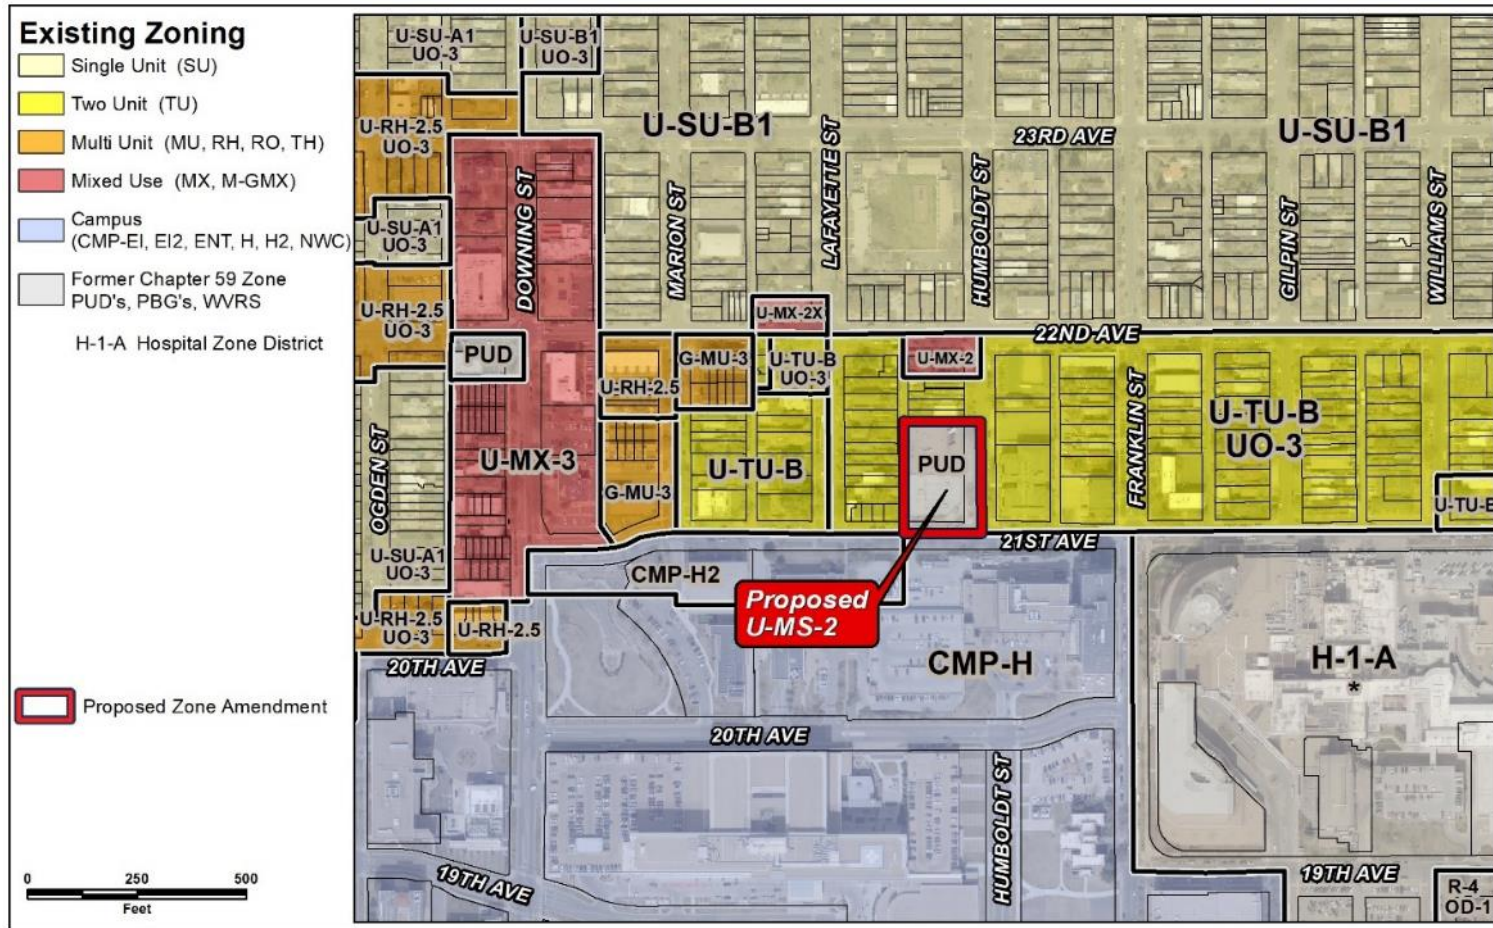 Existing Zoning
Single Unit (SU)
Two Unit (TU)
Multi Unit (MU, RH, RO, TH)
Mixed Use (MX, M-GMX)
Campus
(CMP-EI, EI2, ENT, H, H2, NWC)
Former Chapter 59 Zone
PUD's, PBG's, WVRS
H-1-A Hospital Zone District
Proposed Zone Amendment
0 250 500
Feet
U-SU-A1
UO-3
U-SU-B1
UO-3
U-RH-2.5
UO-3
U-SU-B1
23RD AVE
U-SU-B1
LAFAYETTE ST
DOWNING ST
MARION ST
HUMBOLDT ST
GILPIN ST
WILLIAMS ST
U-SU-A1
UO-3
U-RH-2.5
UO-3
U-MX-2X
22ND AVE
PUD
U-RH-2.5
G-MU-3
U-TU-B
UO-3
U-MX-2
FRANKLIN ST
U-TU-B
UO-3
OGDEN ST
U-MX-3
G-MU-3
U-TU-B
PUD
U-TU-B
21ST AVE
U-SU-A1
UO-3
CMP-H2
Proposed
U-MS-2
U-RH-2.5
UO-3
U-RH-2.5
20TH AVE
CMP-H
H-1-A
*
20TH AVE
HUMBOLDT ST
19TH AVE
19TH AVE
R-4
OD-1